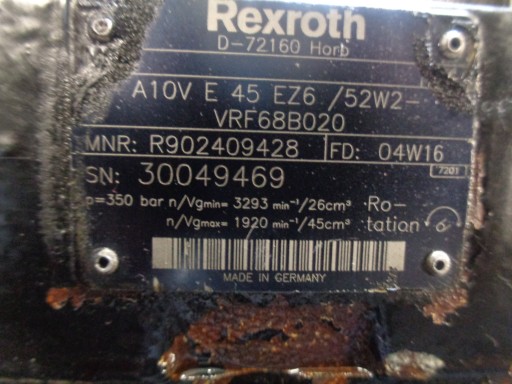 Rexroth
D-72160 Horb
A10V E 45 EZ6 /52W2-
VRF68B020
MNR: R902409428 FD: 04W16
7201
SN: 30049469
p=350 bar n/Vgmin= 3293 min⁻¹/26cm³ Ro-
n/Vgmax= 1920 min⁻¹/45cm³ tation
MADE IN GERMANY